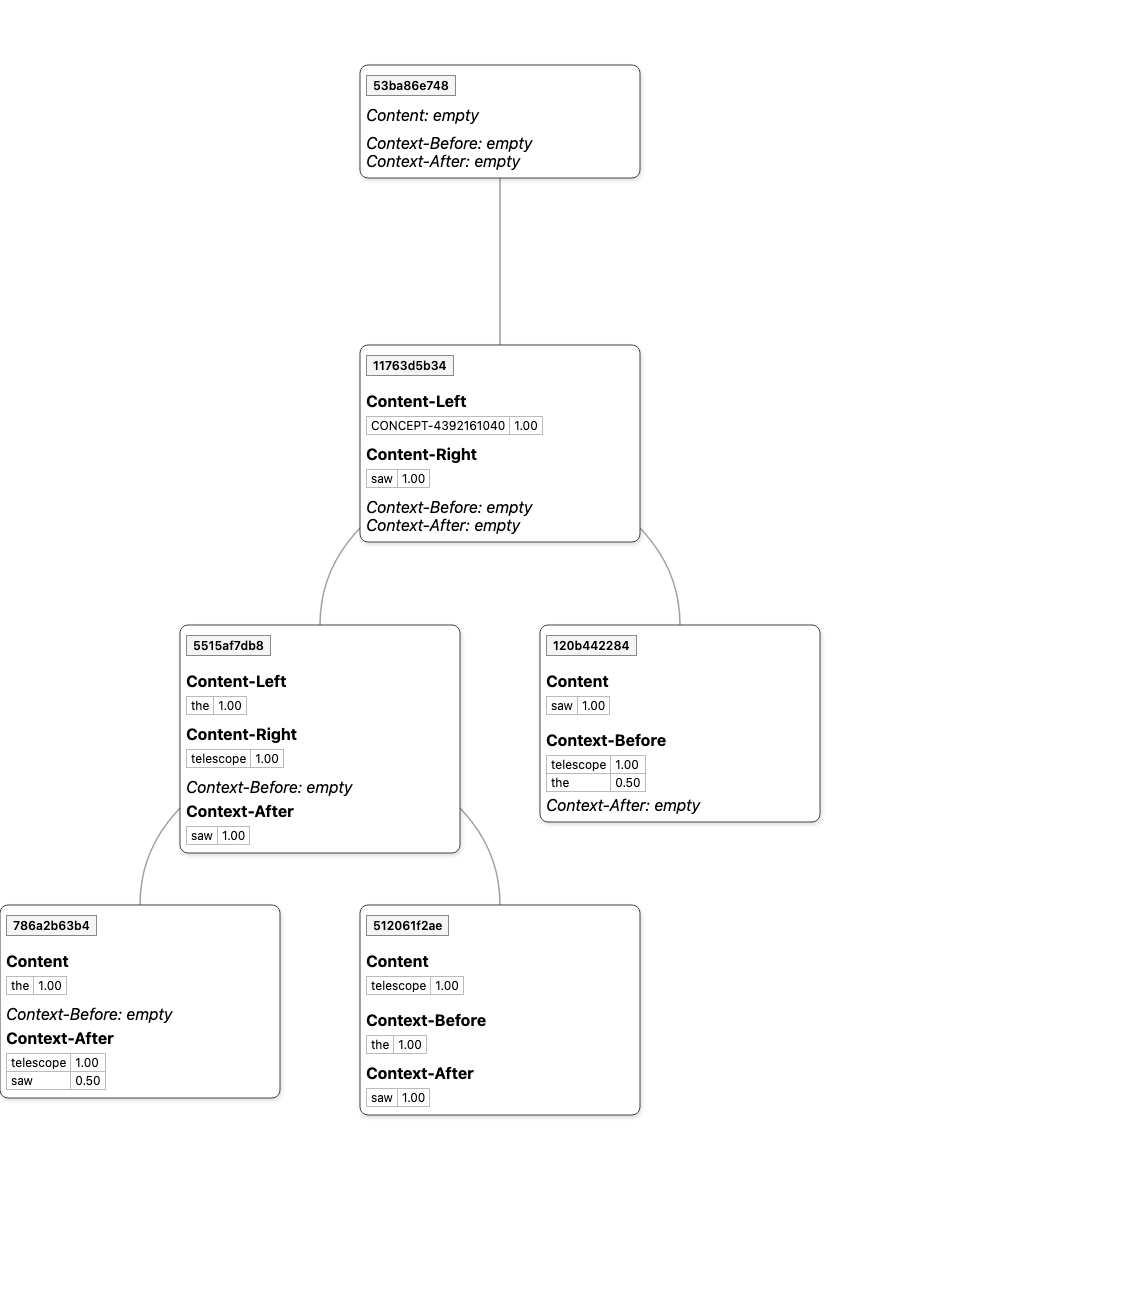 53ba86e748
Content: empty
Context-Before: empty
Context-After: empty
11763d5b34
Content-Left
CONCEPT-4392161040 1.00
Content-Right
saw 1.00
Context-Before: empty
Context-After: empty
5515af7db8
Content-Left
the 1.00
Content-Right
telescope 1.00
Context-Before: empty
Context-After
saw 1.00
120b442284
Content
saw 1.00
Context-Before
telescope 1.00
the 0.50
Context-After: empty
786a2b63b4
Content
the 1.00
Context-Before: empty
Context-After
telescope 1.00
saw 0.50
512061f2ae
Content
telescope 1.00
Context-Before
the 1.00
Context-After
saw 1.00